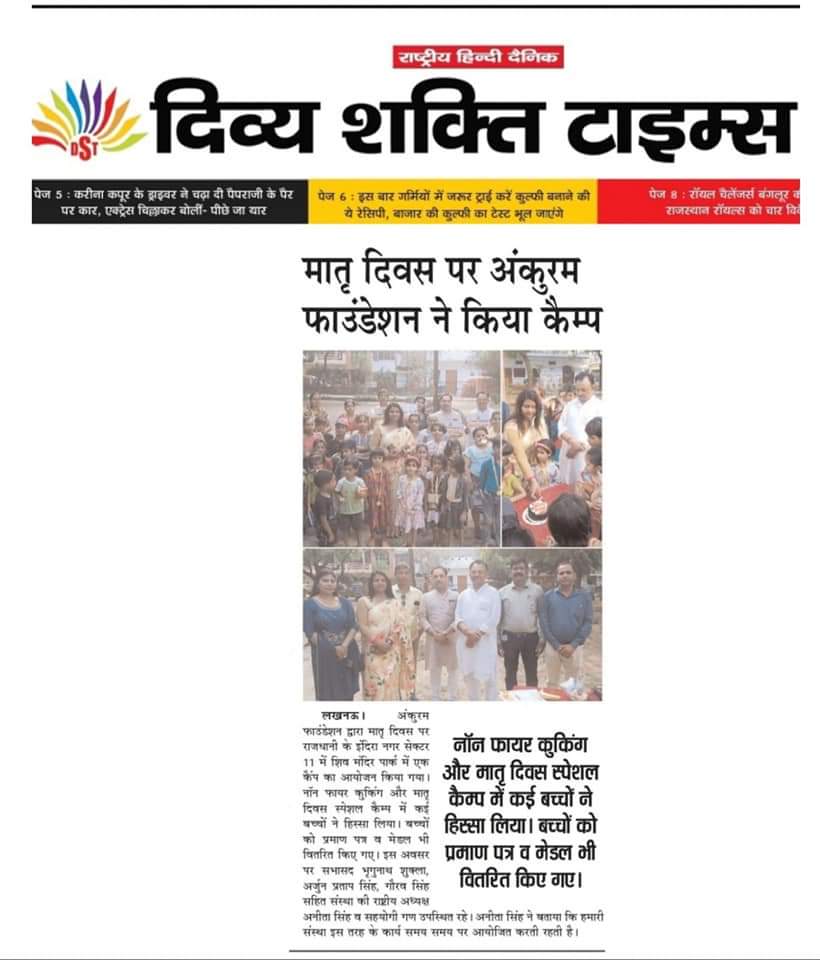 राष्ट्रीय हिन्दी दैनिक
DST
दिव्य शक्ति टाइम्स
पेज 5 : करीना कपूर के ड्राइवर ने चढ़ा दी पैपराजी के पैर
पर कार, एक्ट्रेस चिल्लाकर बोलीं- पीछे जा यार
पेज 6 : इस बार गर्मियों में जरूर ट्राई करें कुल्फी बनाने की
ये रेसिपी, बाजार की कुल्फी का टेस्ट भूल जाएंगे
पेज 8 : रॉयल चैलेंजर्स बंगलूर क
राजस्थान रॉयल्स को चार विके
मातृ दिवस पर अंकुरम
फाउंडेशन ने किया कैम्प
लखनऊ। अंकुरम
फाउंडेशन द्वारा मातृ दिवस पर
राजधानी के इंदिरा नगर सेक्टर
11 में शिव मंदिर पार्क में एक
कैंप का आयोजन किया गया।
नॉन फायर कुकिंग और मातृ
दिवस स्पेशल कैम्प में कई
बच्चों ने हिस्सा लिया। बच्चों
को प्रमाण पत्र व मेडल भी
वितरित किए गए। इस अवसर
पर सभासद भृगुनाथ शुक्ला,
अर्जुन प्रताप सिंह, गौरव सिंह
सहित संस्था की राष्टीय अध्यक्ष
अनीता सिंह व सहयोगी गण उपस्थित रहे। अनीता सिंह ने बताया कि हमारी
संस्था इस तरह के कार्य समय समय पर आयोजित करती रहती है।
नॉन फायर कुकिंग
और मातृ दिवस स्पेशल
कैम्प में कई बच्चों ने
हिस्सा लिया। बच्चों को
प्रमाण पत्र व मेडल भी
वितरित किए गए।